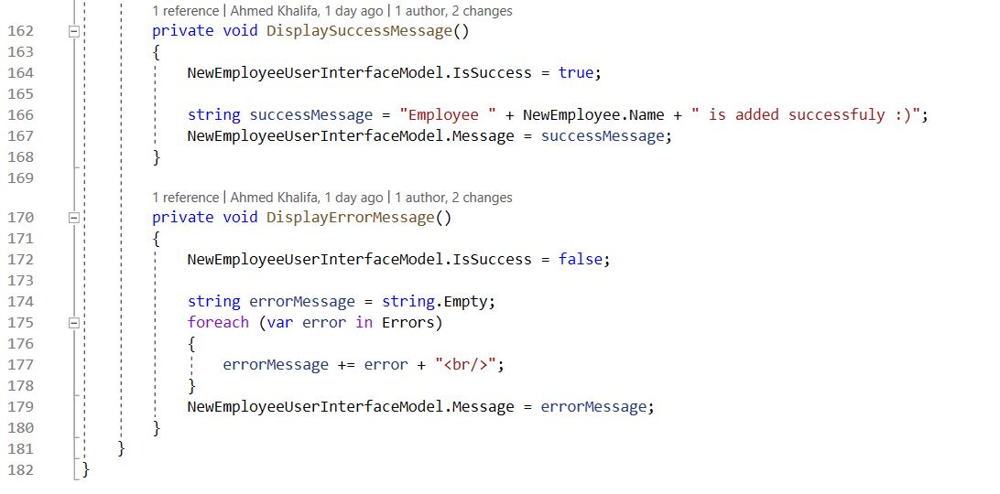 1 reference | Ahmed Khalifa, 1 day ago | 1 author, 2 changes
162 private void DisplaySuccessMessage()
163 {
164 NewEmployeeUserInterfaceModel.IsSuccess = true;
165
166 string successMessage = "Employee " + NewEmployee.Name + " is added successfuly :)";
167 NewEmployeeUserInterfaceModel.Message = successMessage;
168 }
169
1 reference | Ahmed Khalifa, 1 day ago | 1 author, 2 changes
170 private void DisplayErrorMessage()
171 {
172 NewEmployeeUserInterfaceModel.IsSuccess = false;
173
174 string errorMessage = string.Empty;
175 foreach (var error in Errors)
176 {
177 errorMessage += error + "<br/>";
178 }
179 NewEmployeeUserInterfaceModel.Message = errorMessage;
180 }
181 }
182 }